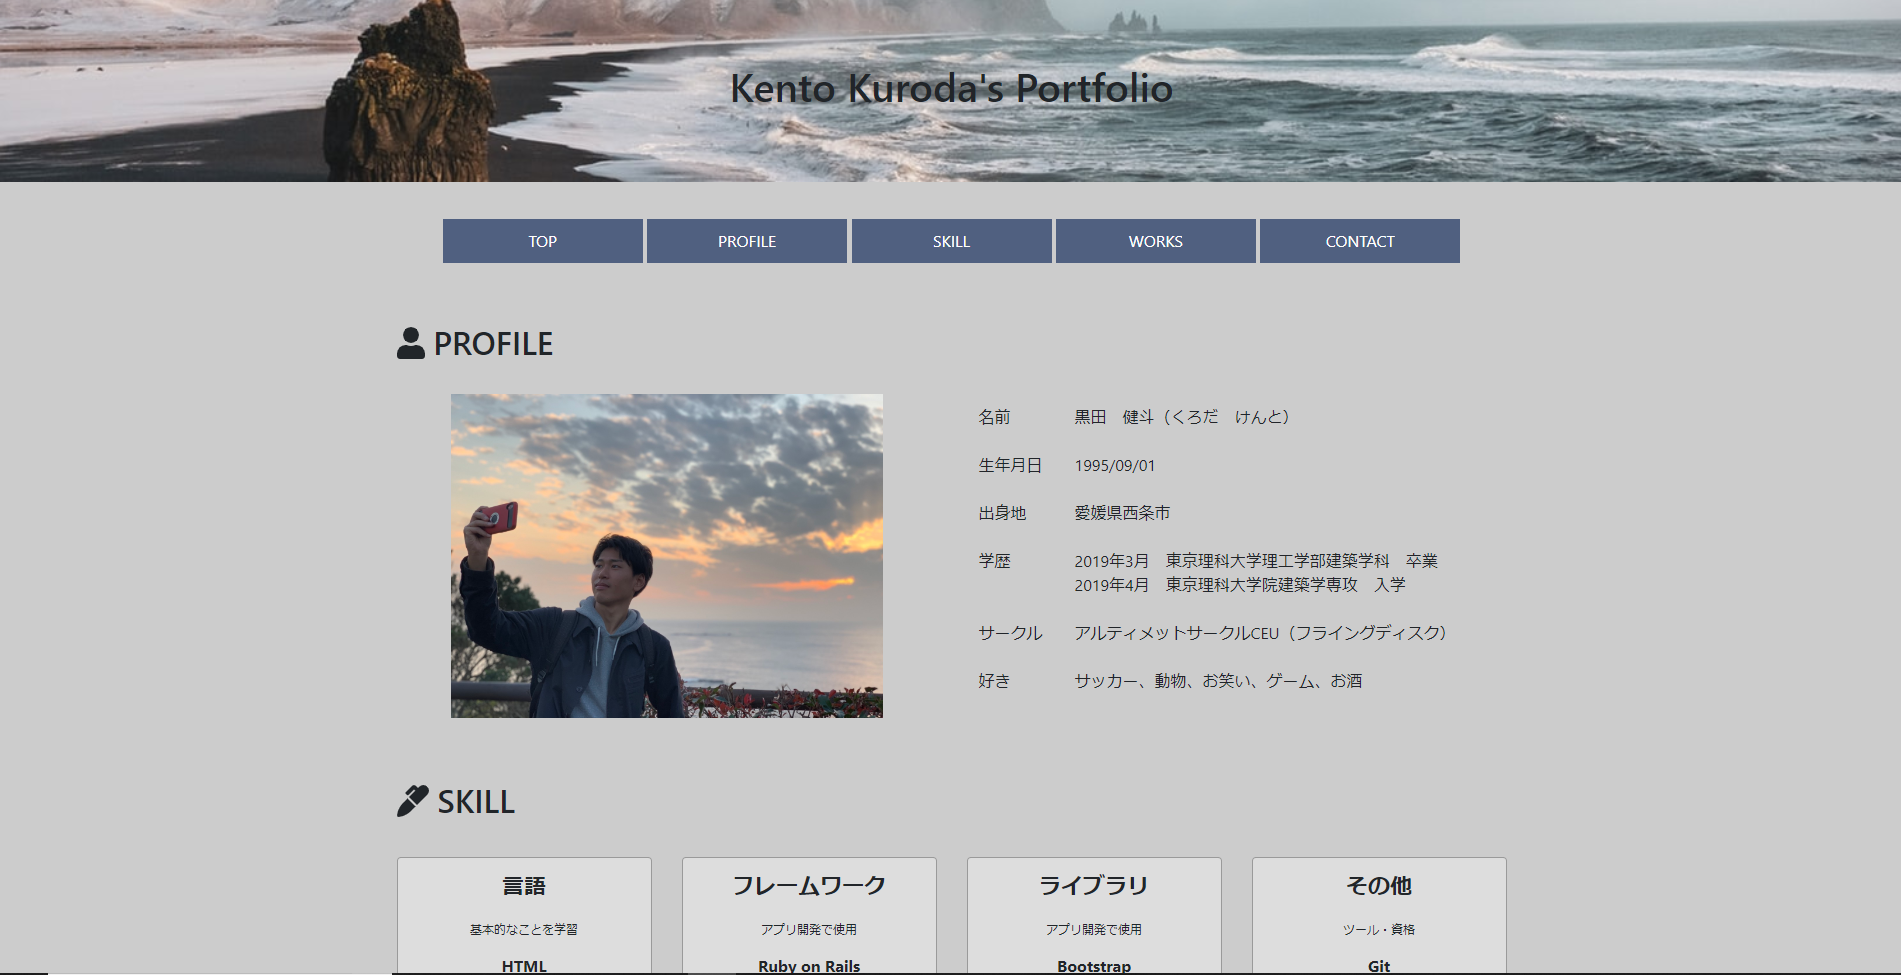 Kento Kuroda's Portfolio
TOP
PROFILE
SKILL
WORKS
CONTACT
PROFILE
名前 黒田　健斗（くろだ　けんと）
生年月日 1995/09/01
出身地 愛媛県西条市
学歴 2019年3月　東京理科大学理工学部建築学科　卒業
2019年4月　東京理科大学院建築学専攻　入学
サークル アルティメットサークルCEU（フライングディスク）
好き サッカー、動物、お笑い、ゲーム、お酒
SKILL
言語
基本的なことを学習
HTML
フレームワーク
アプリ開発で使用
Ruby on Rails
ライブラリ
アプリ開発で使用
Bootstrap
その他
ツール・資格
Git